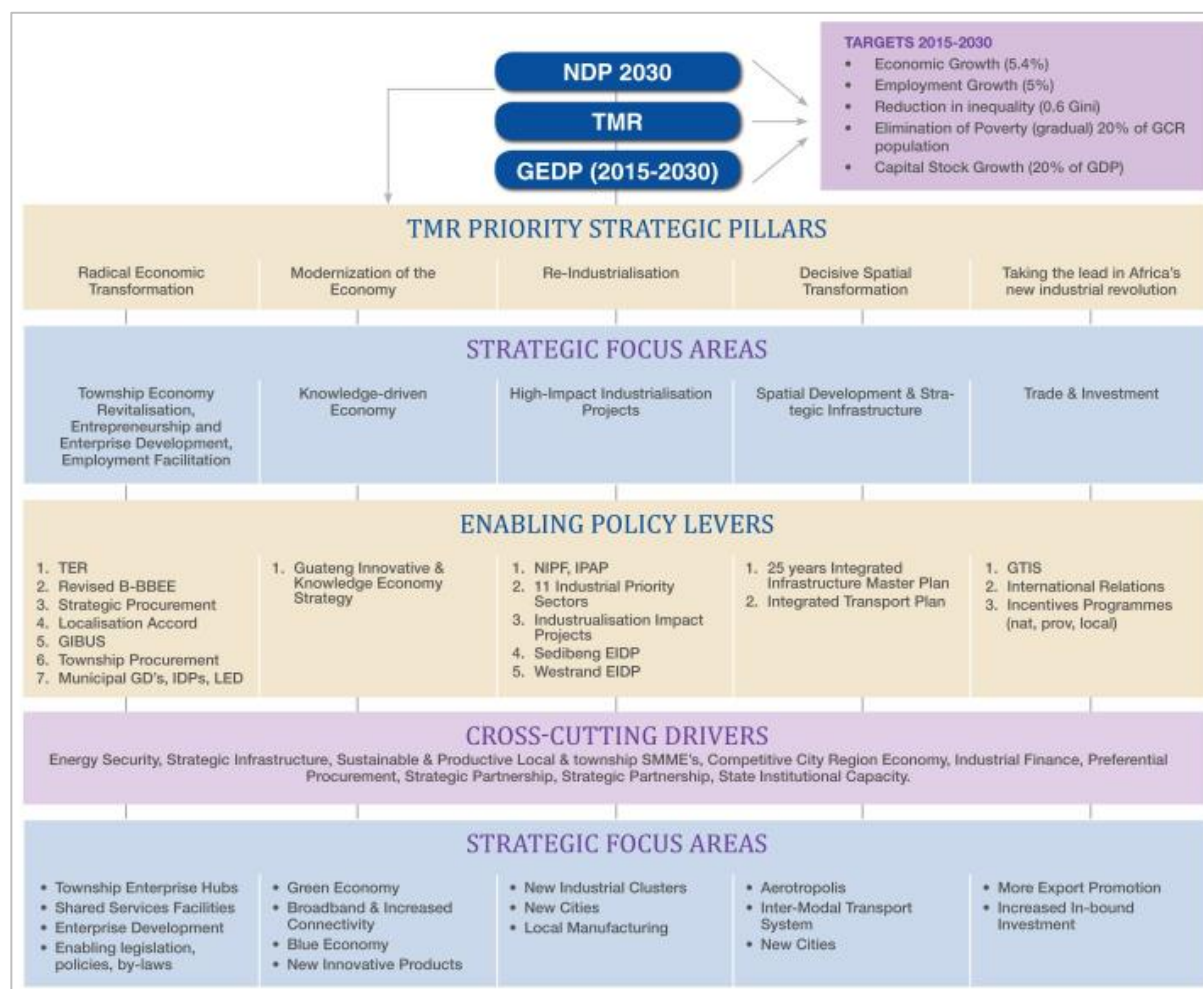 NDP 2030
TMR
GEDP (2015-2030)
TARGETS 2015-2030
• Economic Growth (5.4%)
• Employment Growth (5%)
• Reduction in inequality (0.6 Gini)
• Elimination of Poverty (gradual) 20% of GCR
population
• Capital Stock Growth (20% of GDP)
TMR PRIORITY STRATEGIC PILLARS
Radical Economic
Transformation
Modernization of the
Economy
Re-Industrialisation
Decisive Spatial
Transformation
Taking the lead in Africa's
new industrial revolution
STRATEGIC FOCUS AREAS
Township Economy
Revitalisation,
Entrepreneurship and
Enterprise Development,
Employment Facilitation
Knowledge-driven
Economy
High-Impact Industrialisation
Projects
Spatial Development & Stra-
tegic Infrastructure
Trade & Investment
ENABLING POLICY LEVERS
1. TER
2. Revised B-BBEE
3. Strategic Procurement
4. Localisation Accord
5. GIBUS
6. Township Procurement
7. Municipal GD's, IDPs, LED
1. Guateng Innovative &
Knowledge Economy
Strategy
1. NIPF, IPAP
2. 11 Industrial Priority
Sectors
3. Industrualisation Impact
Projects
4. Sedibeng EIDP
5. Westrand EIDP
1. 25 years Integrated
Infrastructure Master Plan
2. Integrated Transport Plan
1. GTIS
2. International Relations
3. Incentives Programmes
(nat, prov, local)
CROSS-CUTTING DRIVERS
Energy Security, Strategic Infrastructure, Sustainable & Productive Local & township SMME's, Competitive City Region Economy, Industrial Finance, Preferential
Procurement, Strategic Partnership, Strategic Partnership, State Institutional Capacity.
STRATEGIC FOCUS AREAS
• Township Enterprise Hubs
• Shared Services Facilities
• Enterprise Development
• Enabling legislation,
policies, by-laws
• Green Economy
• Broadband & Increased
Connectivity
• Blue Economy
• New Innovative Products
• New Industrial Clusters
• New Cities
• Local Manufacturing
• Aerotropolis
• Inter-Modal Transport
System
• New Cities
• More Export Promotion
• Increased In-bound
Investment